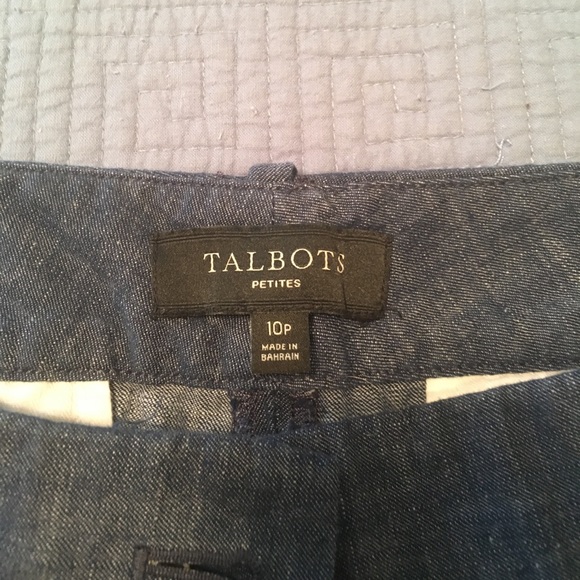 TALBOTS
PETITES
10P
MADE IN
BAHRAIN